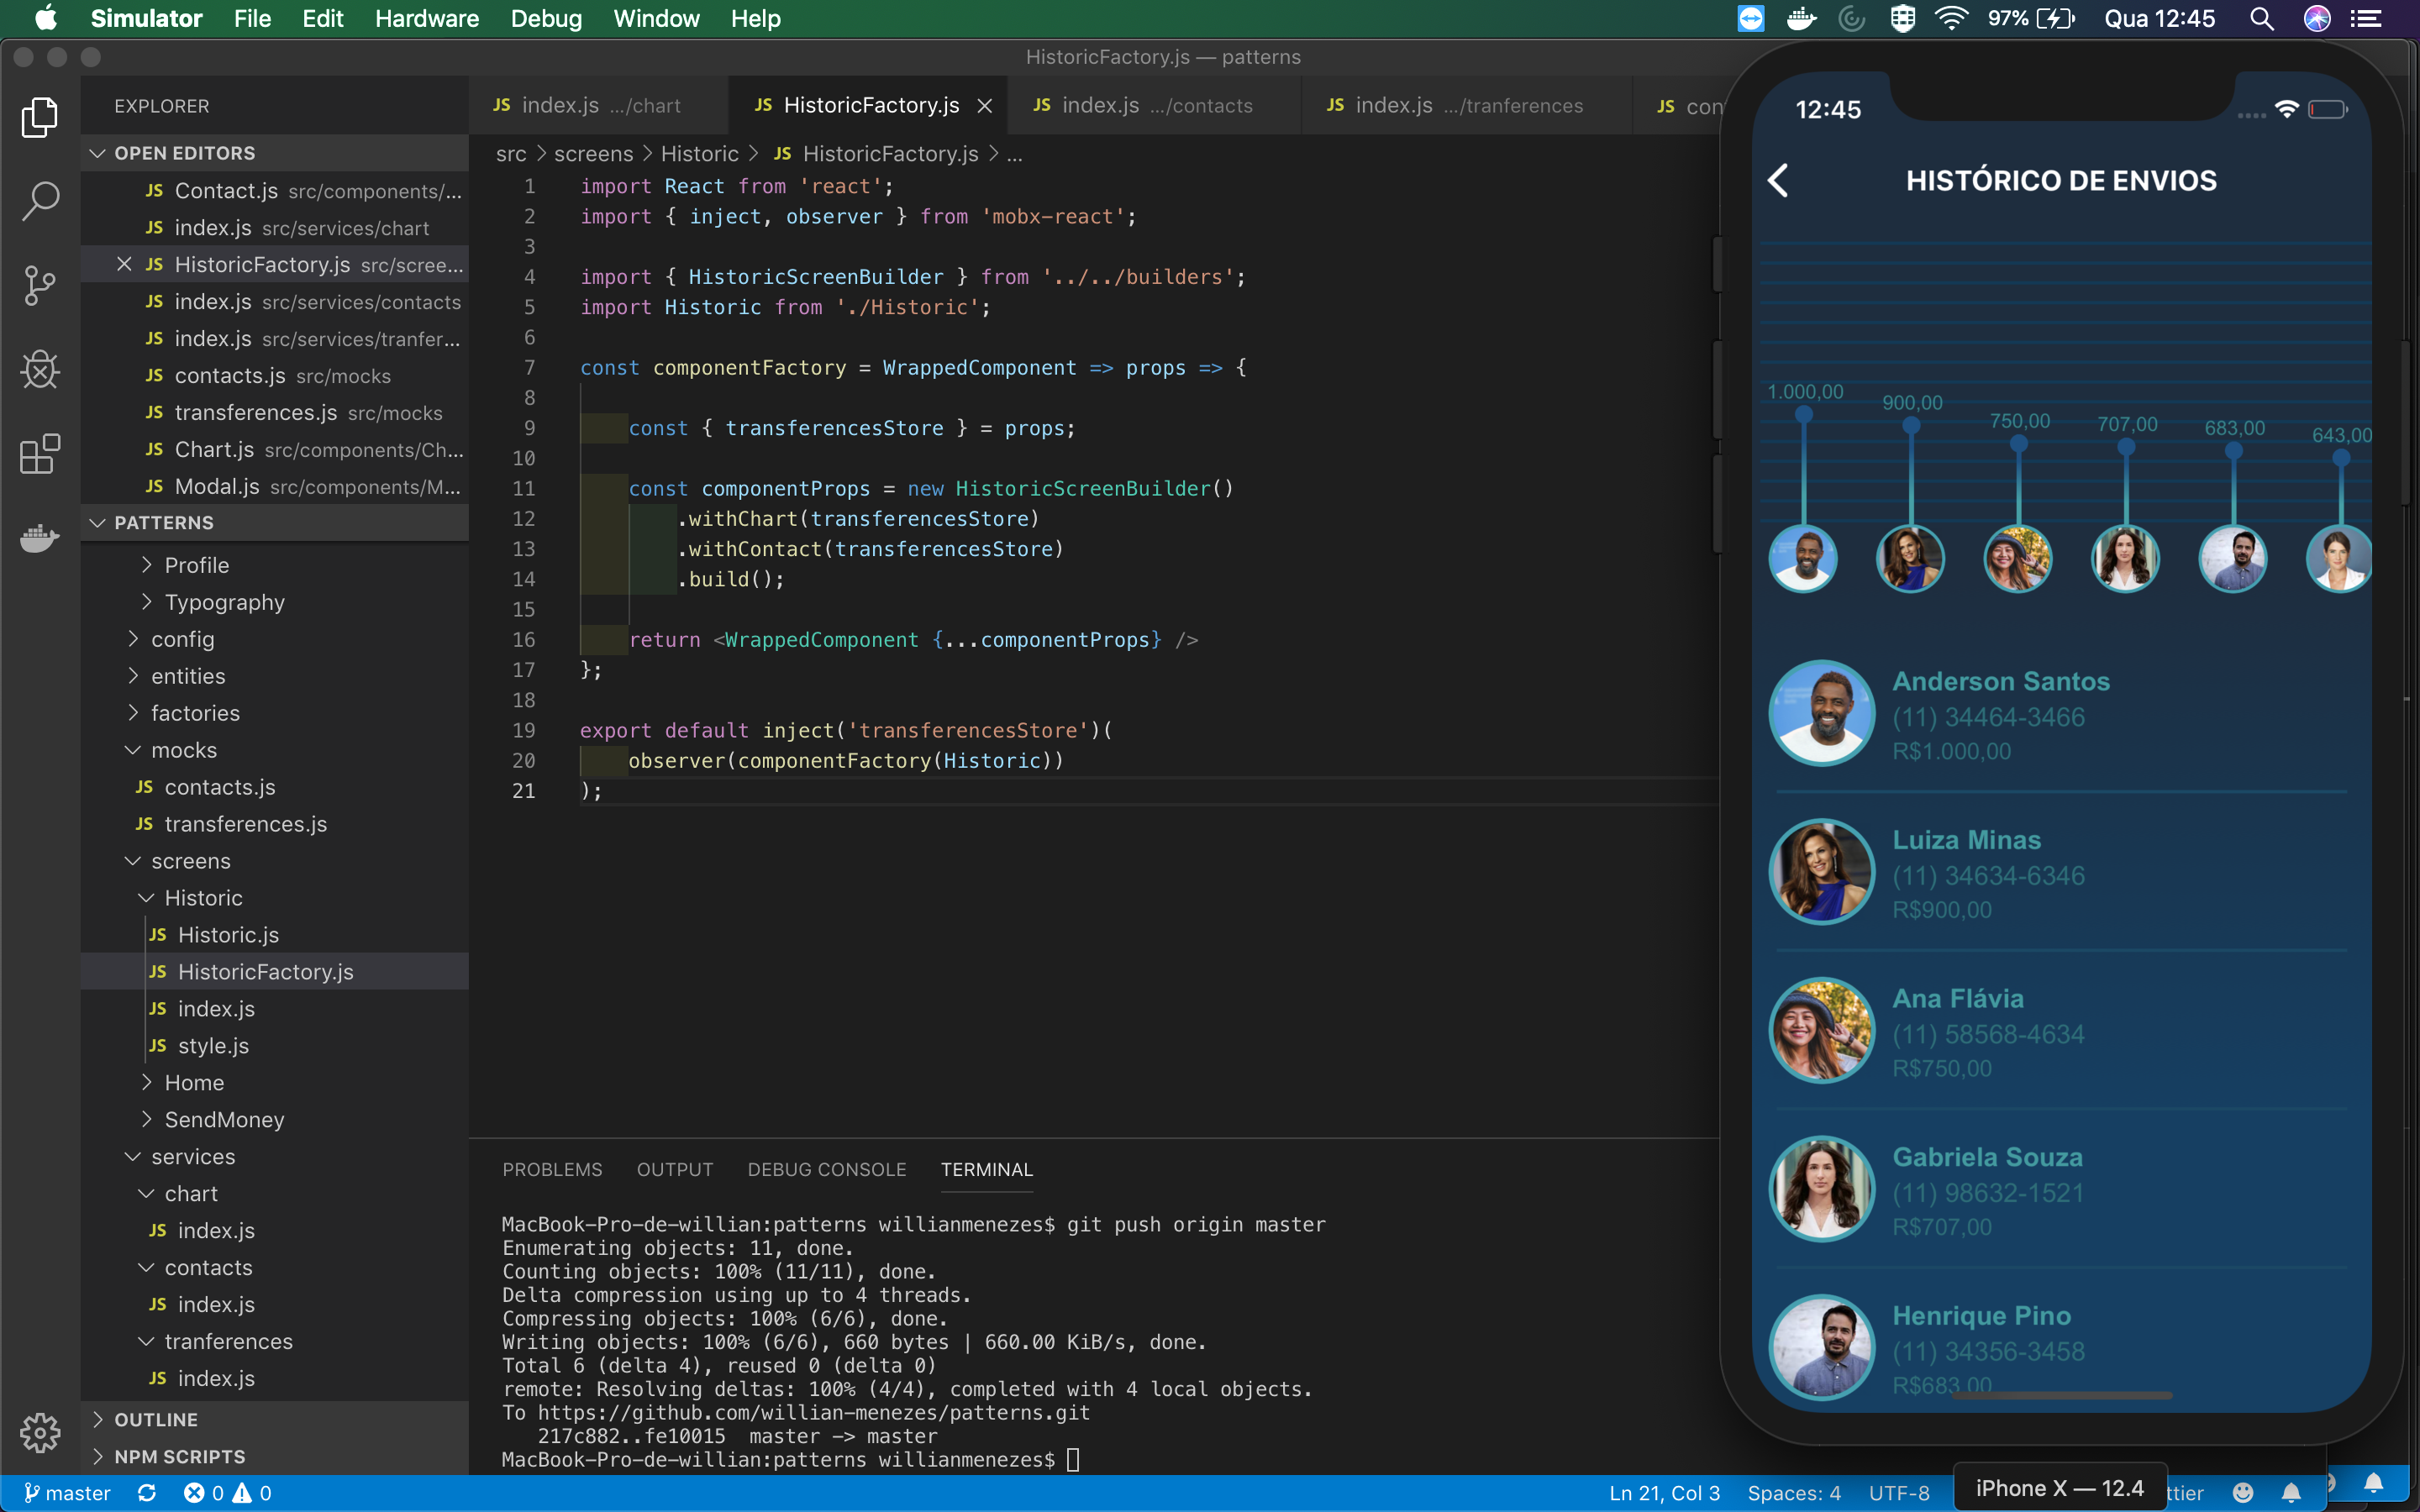 Simulator File Edit Hardware Debug Window Help
97% Qua 12:45
HistoricFactory.js — patterns
EXPLORER
OPEN EDITORS
JS Contact.js src/components/...
JS index.js src/services/chart
JS HistoricFactory.js src/scree...
JS index.js src/services/contacts
JS index.js src/services/tranfer...
JS contacts.js src/mocks
JS transferences.js src/mocks
JS Chart.js src/components/Ch...
JS Modal.js src/components/M...
PATTERNS
Profile
Typography
config
entities
factories
mocks
JS contacts.js
JS transferences.js
screens
Historic
JS Historic.js
JS HistoricFactory.js
JS index.js
JS style.js
Home
SendMoney
services
chart
JS index.js
contacts
JS index.js
tranferences
JS index.js
OUTLINE
NPM SCRIPTS
JS index.js .../chart
JS HistoricFactory.js
JS index.js .../contacts
JS index.js .../tranferences
JS con
src > screens > Historic > JS HistoricFactory.js > ...
1 import React from 'react';
2 import { inject, observer } from 'mobx-react';
3
4 import { HistoricScreenBuilder } from '../../builders';
5 import Historic from './Historic';
6
7 const componentFactory = WrappedComponent => props => {
8
9 const { transferencesStore } = props;
10
11 const componentProps = new HistoricScreenBuilder()
12 .withChart(transferencesStore)
13 .withContact(transferencesStore)
14 .build();
15
16 return <WrappedComponent {...componentProps} />
17 };
18
19 export default inject('transferencesStore')(
20 observer(componentFactory(Historic))
21 );
PROBLEMS OUTPUT DEBUG CONSOLE TERMINAL
MacBook-Pro-de-willian:patterns willianmenezes$ git push origin master
Enumerating objects: 11, done.
Counting objects: 100% (11/11), done.
Delta compression using up to 4 threads.
Compressing objects: 100% (6/6), done.
Writing objects: 100% (6/6), 660 bytes | 660.00 KiB/s, done.
Total 6 (delta 4), reused 0 (delta 0)
remote: Resolving deltas: 100% (4/4), completed with 4 local objects.
To https://github.com/willian-menezes/patterns.git
217c882..fe10015 master -> master
MacBook-Pro-de-willian:patterns willianmenezes$
12:45
HISTÓRICO DE ENVIOS
1.000,00
900,00
750,00
707,00
683,00
643,00
Anderson Santos
(11) 34464-3466
R$1.000,00
Luiza Minas
(11) 34634-6346
R$900,00
Ana Flávia
(11) 58568-4634
R$750,00
Gabriela Souza
(11) 98632-1521
R$707,00
Henrique Pino
(11) 34356-3458
R$683,00
master 0 0
Ln 21, Col 3 Spaces: 4 UTF-8
iPhone X — 12.4
ttier